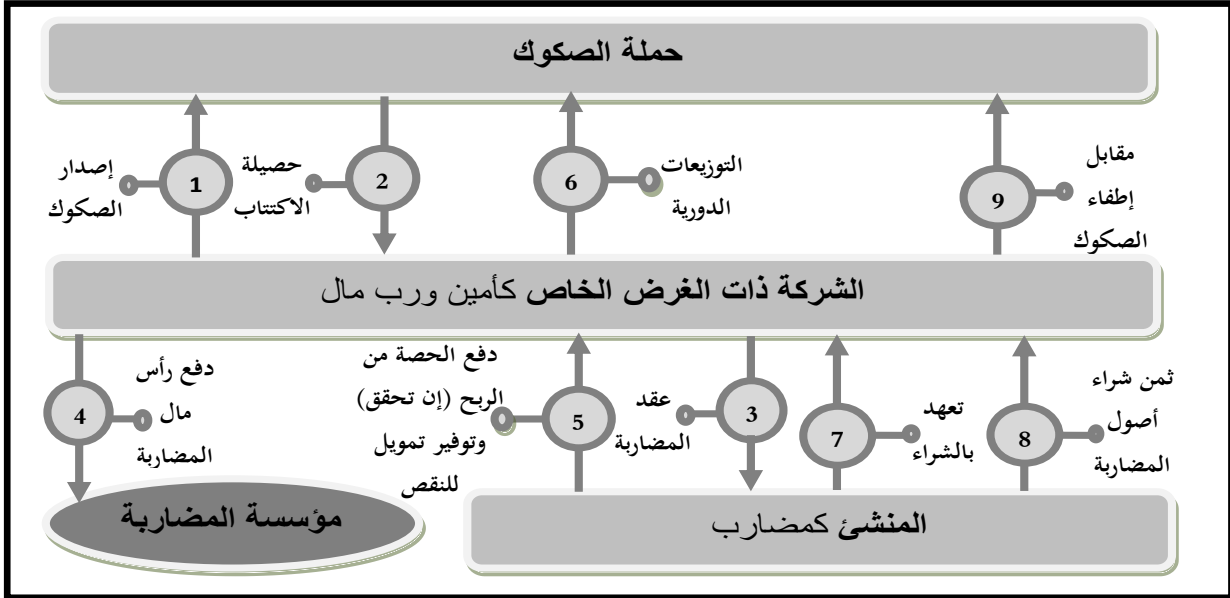 حملة الصكوك
1
إصدار
الصكوك
2
حصيلة
الاكتتاب
6
التوزيعات
الدورية
9
مقابل
إطفاء
الصكوك
الشركة ذات الغرض الخاص كأمين ورب مال
4
دفع رأس
مال
المضاربة
5
دفع الحصة من
الربح (إن تحقق)
وتوفير تمويل
للنقص
3
عقد
المضاربة
7
تعهد
بالشراء
8
ثمن شراء
أصول
المضاربة
مؤسسة المضاربة
المنشئ كمضارب